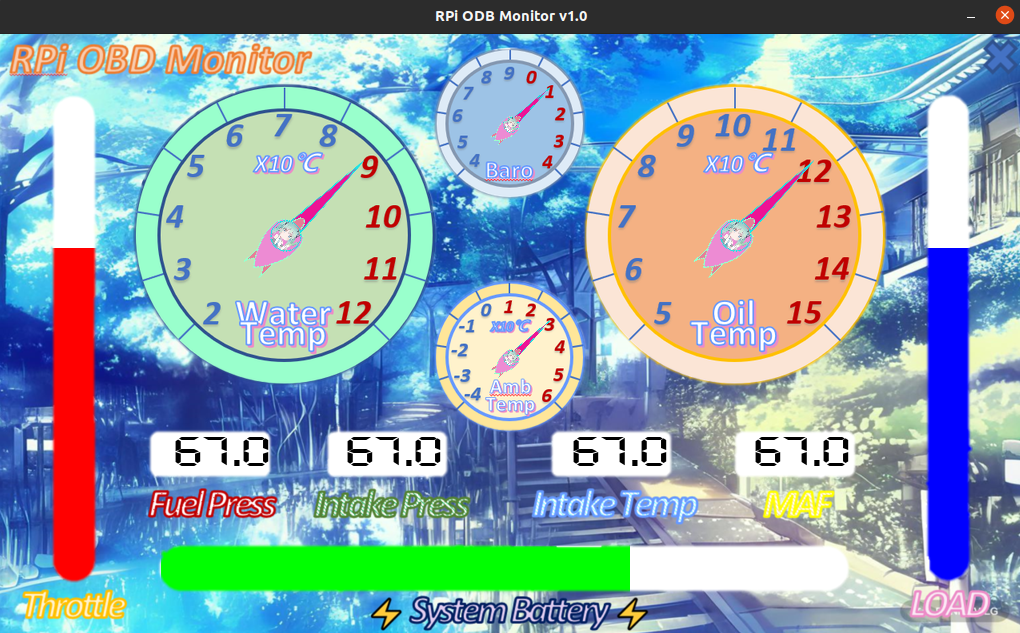 RPi ODB Monitor v1.0
RPi OBD Monitor
2 3 4 5 6 7 8 9 10 11 12
X10 ℃
Water
Temp
4 5 6 7 8 9 0 1 2 3 4
Baro
5 6 7 8 9 10 11 12 13 14 15
X10 ℃
Oil
Temp
-4 -3 -2 -1 0 1 2 3 4 5 6
X10℃
Amb
Temp
67.0 67.0 67.0 67.0
Fuel Press Intake Press Intake Temp MAF
Throttle
⚡ System Battery ⚡
LOAD